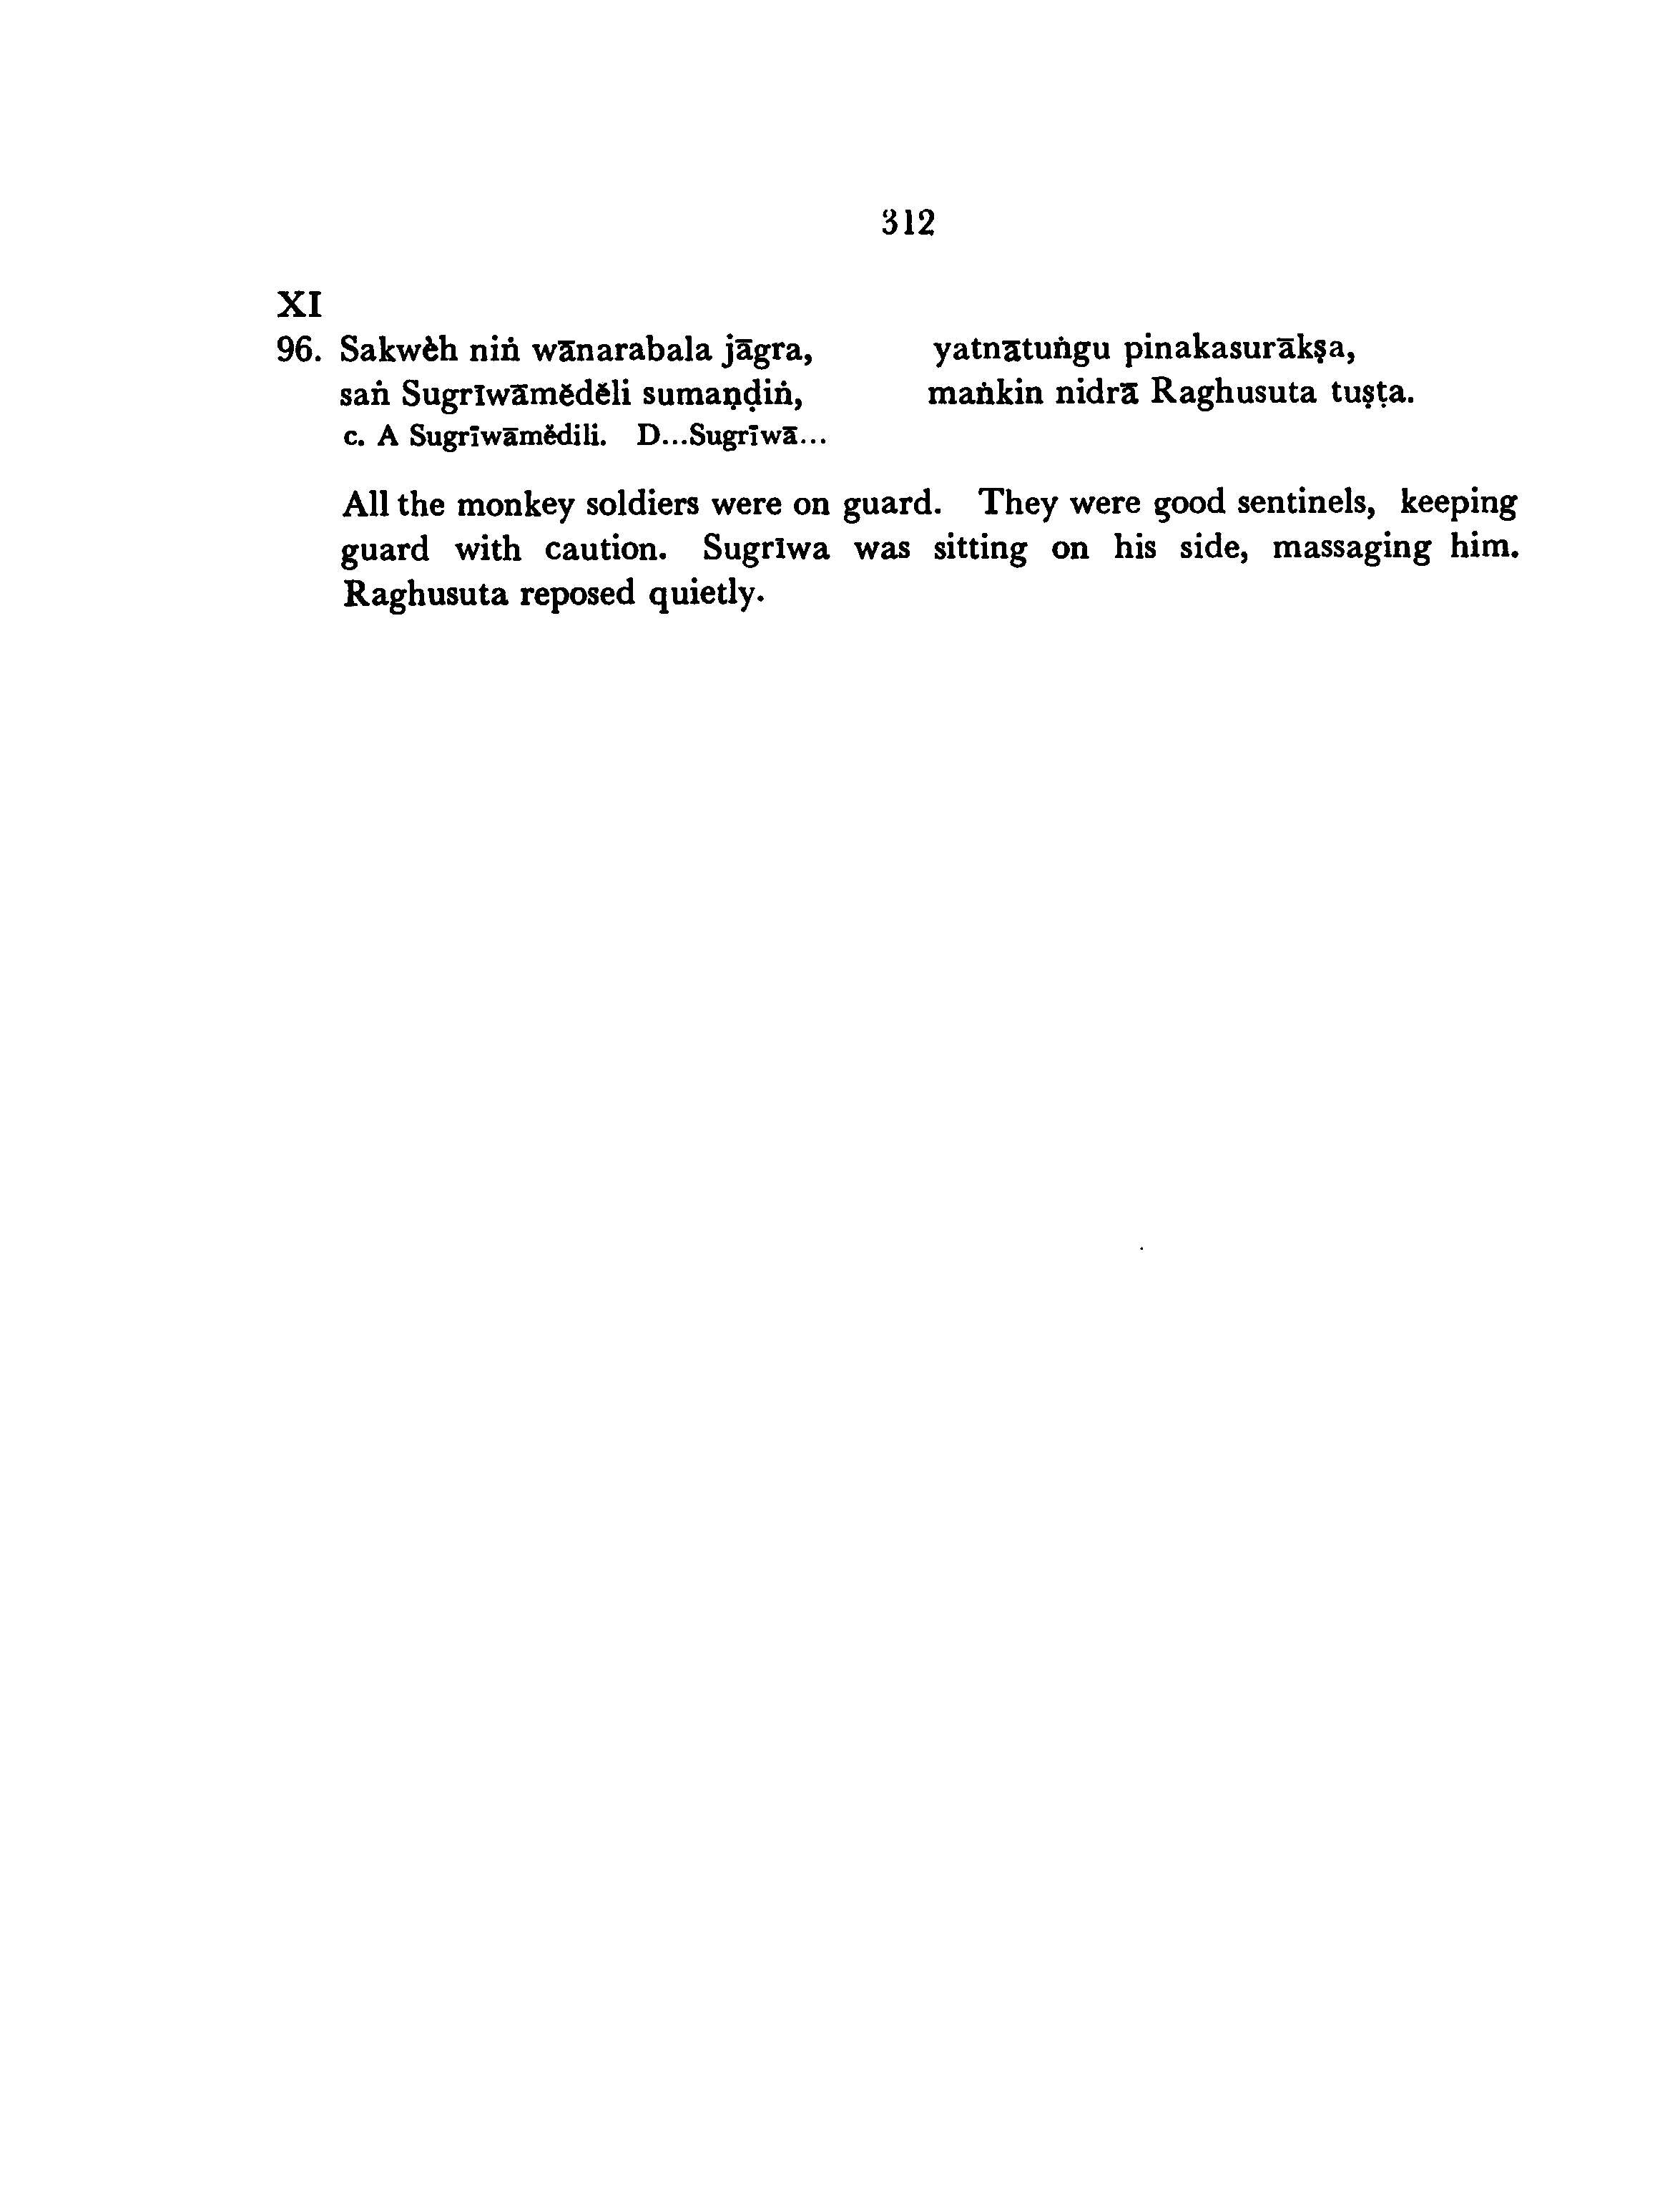 312
XI
96. Sakwèh niṅ wānarabala jāgra, yatnātuṅgu pinakasurākṣa,
saṅ Sugrīwāmĕdĕli sumaṇḍiṅ, maṅkin nidrā Raghusuta tuṣṭa.
c. A Sugrīwāmĕdili. D...Sugrīwā...
All the monkey soldiers were on guard. They were good sentinels, keeping
guard with caution. Sugrīwa was sitting on his side, massaging him.
Raghusuta reposed quietly.